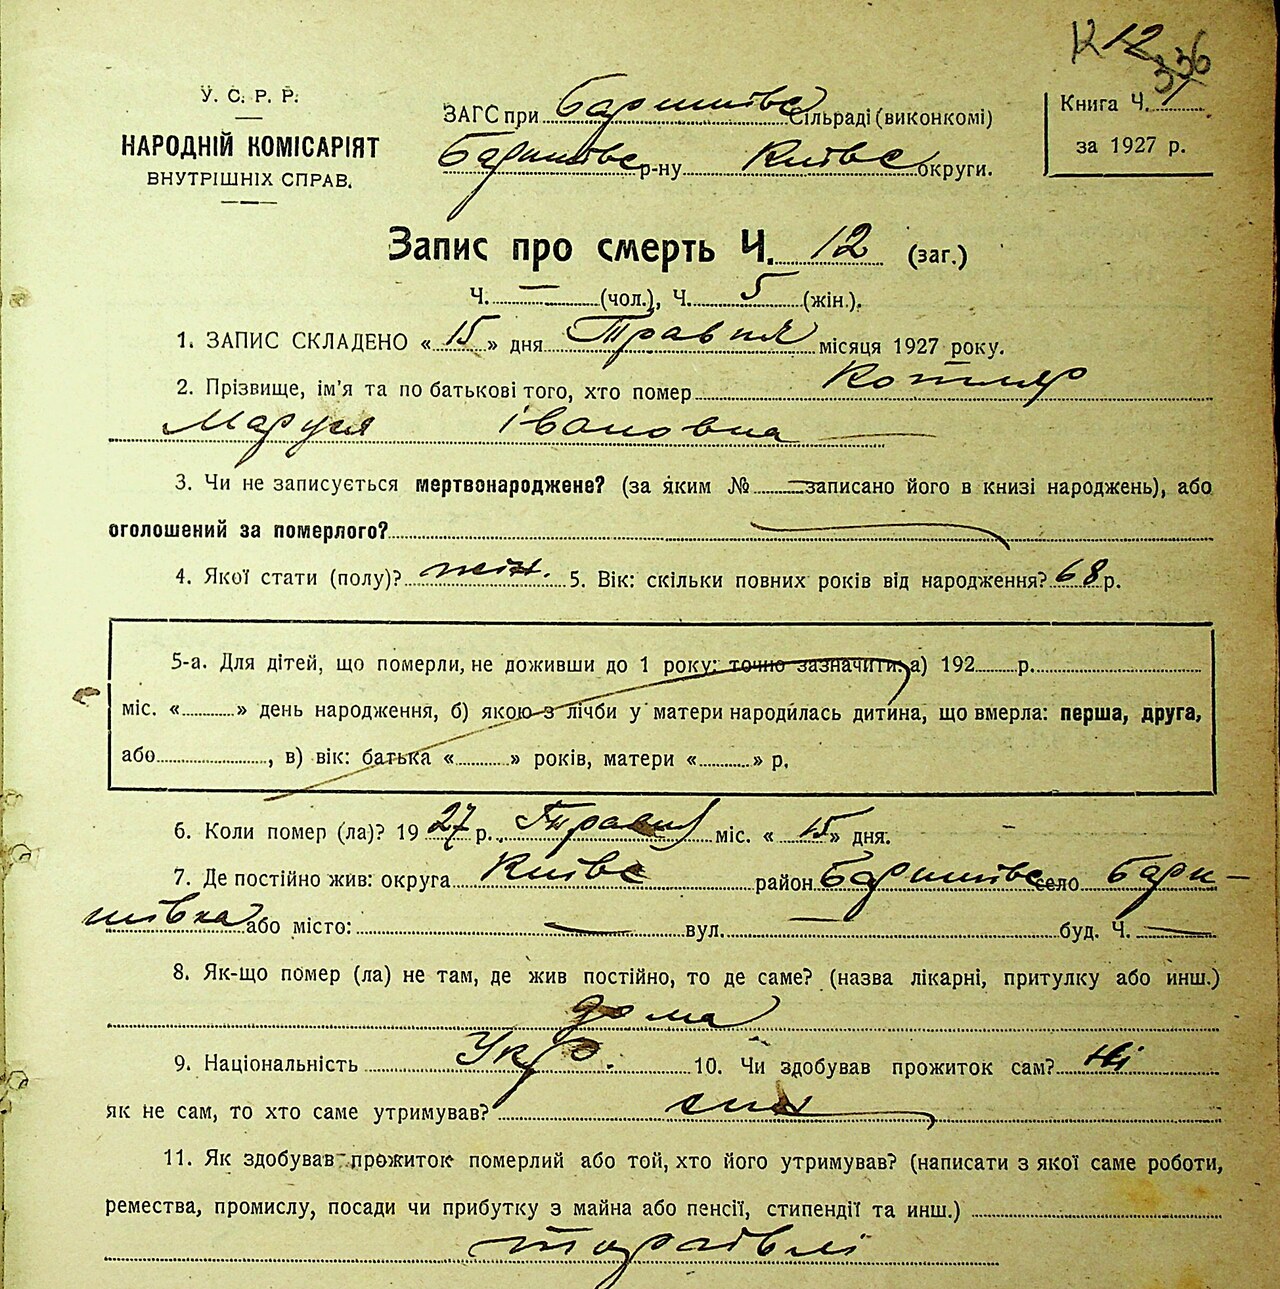 К 12
336
У. С. Р. Р.
НАРОДНІЙ КОМІСАРІЯТ
ВНУТРІШНІХ СПРАВ.
ЗАГС при Баришівс Сільраді (виконкомі)
Баришівс р-ну Київс округи.
Книга Ч. 1
за 1927 р.
Запис про смерть Ч. 12 (заг.)
Ч. — (чол.), Ч. 5 (жін.).
1. ЗАПИС СКЛАДЕНО « 15 » дня Травня місяця 1927 року.
2. Прізвище, ім'я та по батькові того, хто помер Котляр
Маруся Івановна —
3. Чи не записується мертвонароджене? (за яким № — записано його в книзі народжень), або
оголошений за померлого?
4. Якої стати (полу)? жін. 5. Вік: скільки повних років від народження? 68 р.
5-а. Для дітей, що померли, не доживши до 1 року: точно зазначити: а) 192 р.
міс. « » день народження, б) якою з лічби у матери народилась дитина, що вмерла: перша, друга,
або , в) вік: батька « » років, матери « » р.
6. Коли помер (ла)? 19 27 р. Травня міс. « 15 » дня.
7. Де постійно жив: округа Київс район Баришівс село Бари-
шівка або місто: — вул. — буд. Ч. —
8. Як-що помер (ла) не там, де жив постійно, то де саме? (назва лікарні, притулку або инш.)
дома
9. Національність Укр. 10. Чи здобував прожиток сам? Ні
як не сам, то хто саме утримував? син
11. Як здобував прожиток померлий або той, хто його утримував? (написати з якої саме роботи,
ремества, промислу, посади чи прибутку з майна або пенсії, стипендії та инш.)